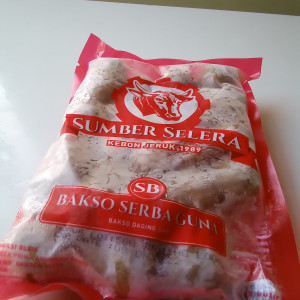 SUMBER SELERA
KEBON JERUK, 1989
SB
BAKSO SERBA GUNA
BAKSO DAGING